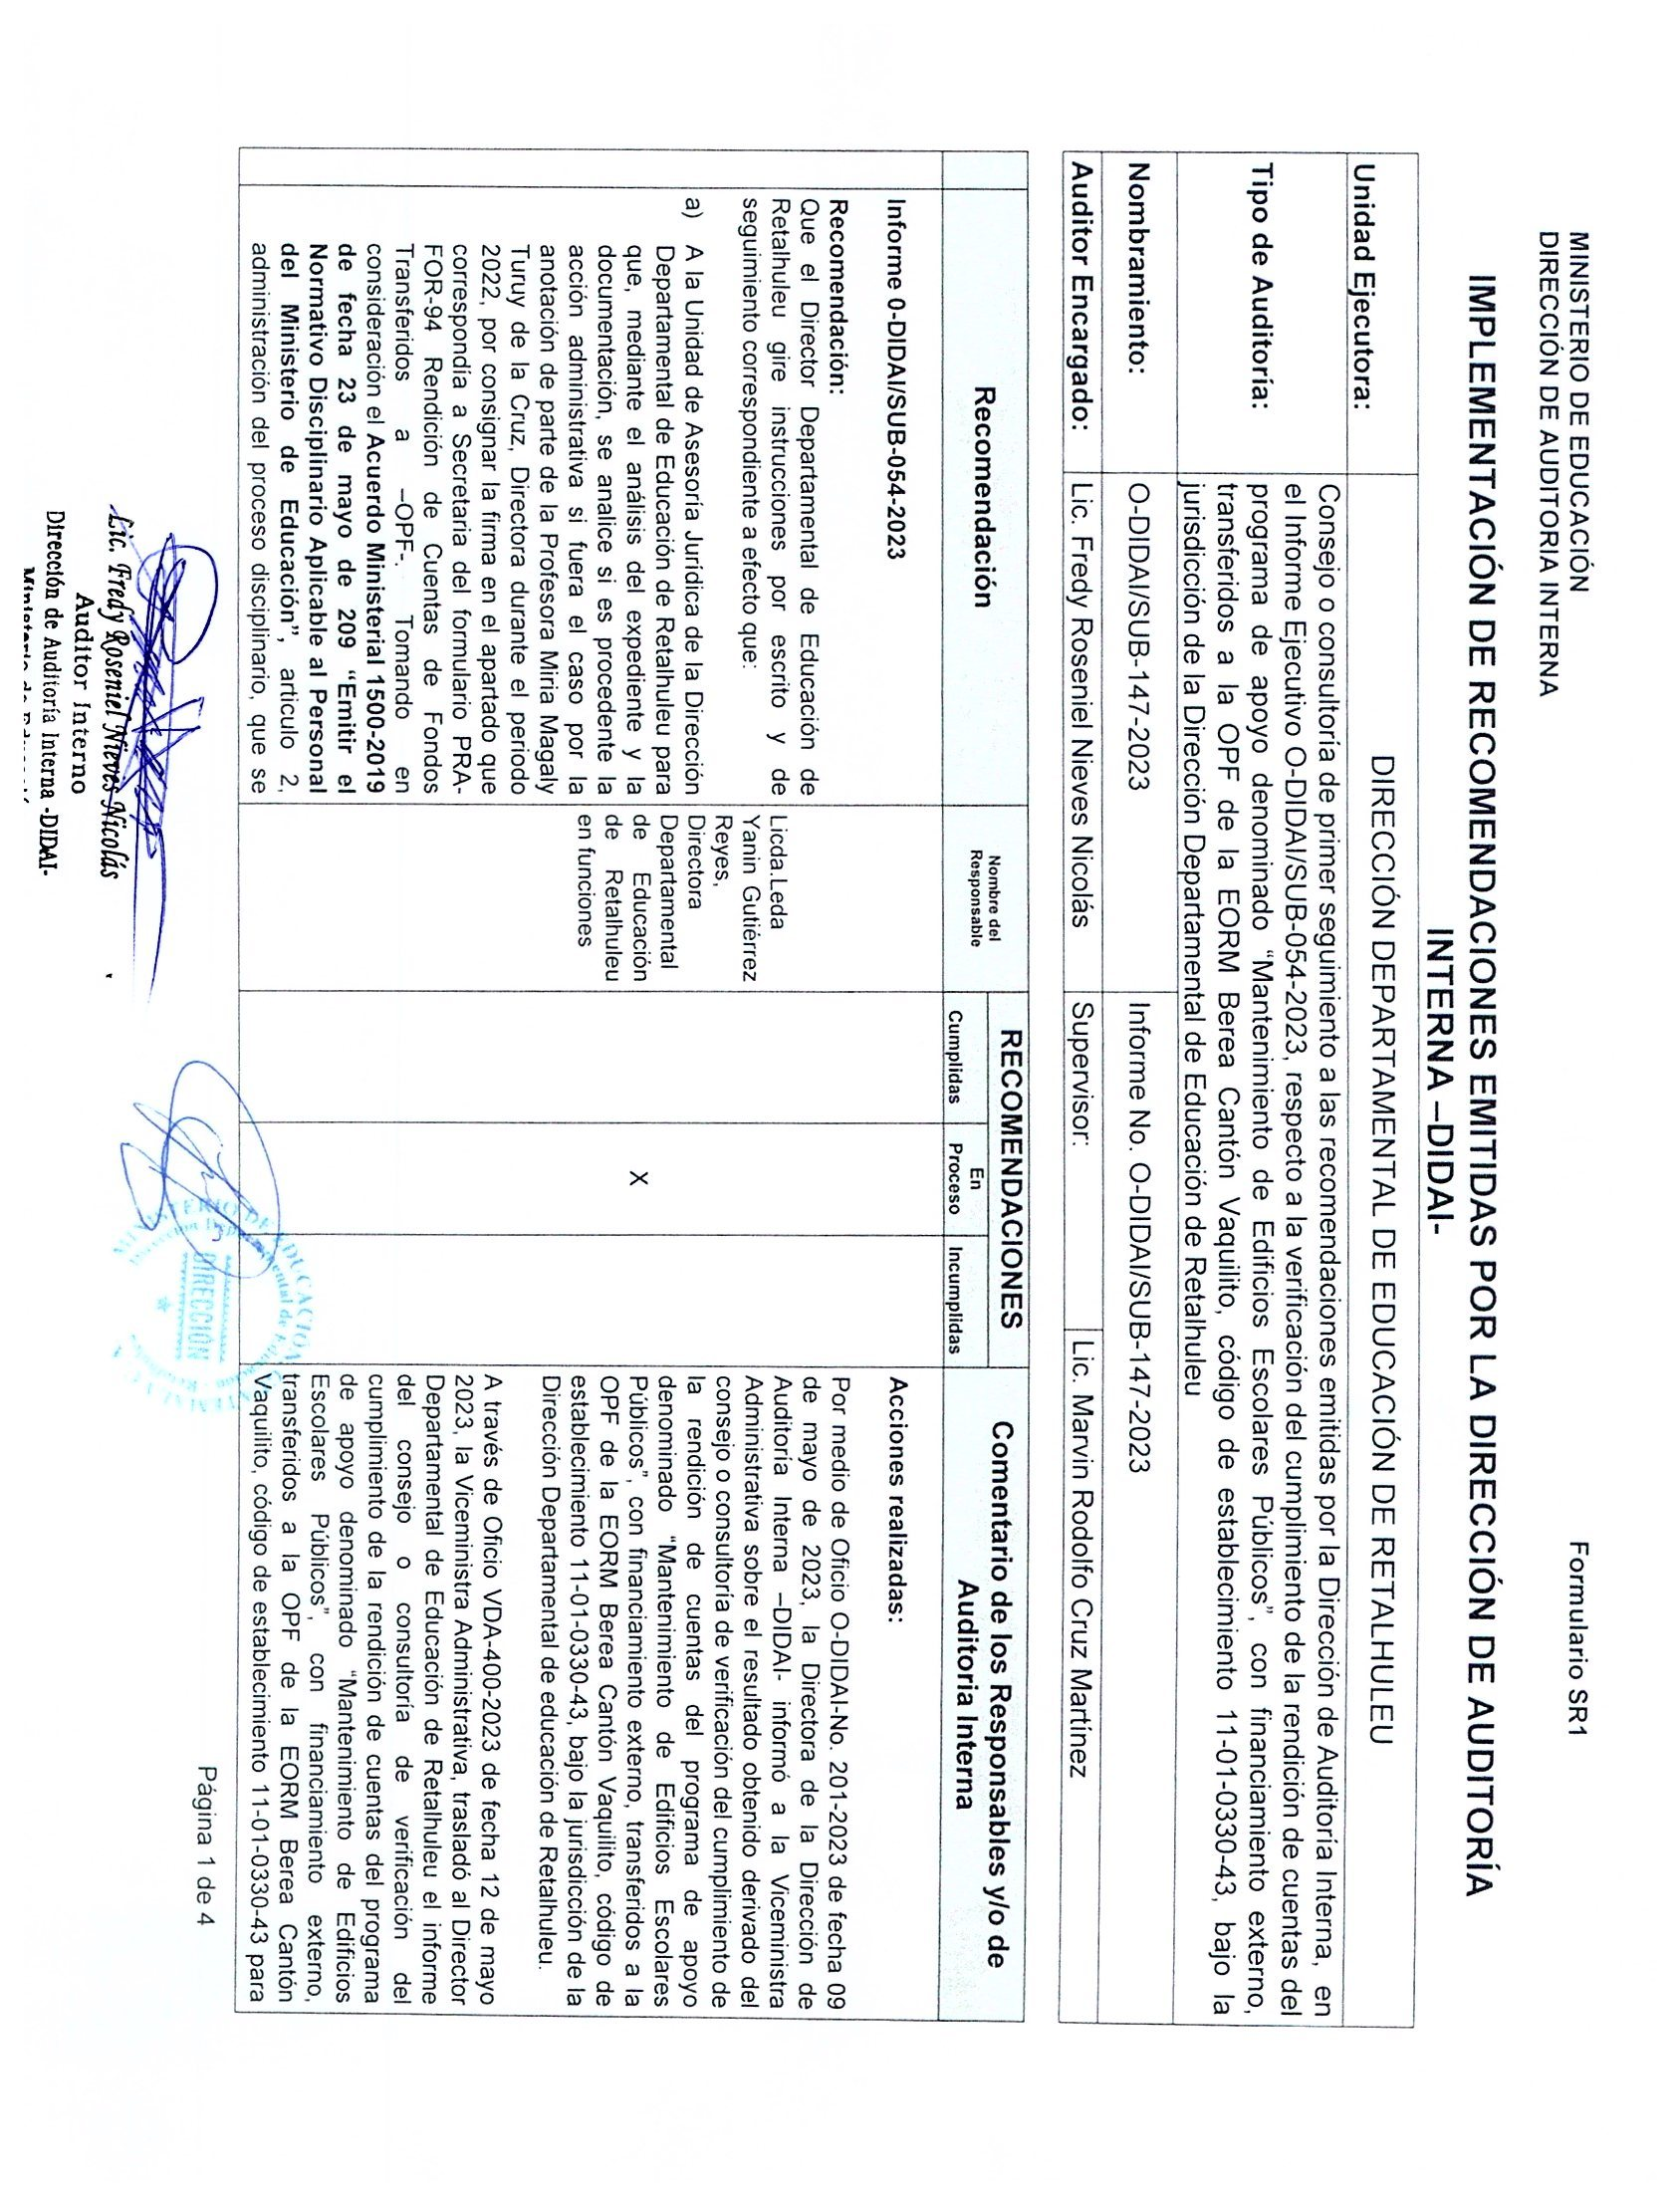 MINISTERIO DE EDUCACIÓN
DIRECCIÓN DE AUDITORIA INTERNA
Formulario SR1
IMPLEMENTACIÓN DE RECOMENDACIONES EMITIDAS POR LA DIRECCIÓN DE AUDITORÍA
INTERNA –DIDAI-
Unidad Ejecutora:
DIRECCIÓN DEPARTAMENTAL DE EDUCACIÓN DE RETALHULEU
Tipo de Auditoría:
Consejo o consultoría de primer seguimiento a las recomendaciones emitidas por la Dirección de Auditoría Interna, en
el Informe Ejecutivo O-DIDAI/SUB-054-2023, respecto a la verificación del cumplimiento de la rendición de cuentas del
programa de apoyo denominado “Mantenimiento de Edificios Escolares Públicos”, con financiamiento externo,
transferidos a la OPF de la EORM Berea Cantón Vaquilito, código de establecimiento 11-01-0330-43, bajo la
jurisdicción de la Dirección Departamental de Educación de Retalhuleu
Nombramiento:
O-DIDAI/SUB-147-2023
Informe No. O-DIDAI/SUB-147-2023
Auditor Encargado:
Lic. Fredy Roseniel Nieves Nicolás
Supervisor:
Lic. Marvin Rodolfo Cruz Martínez
Recomendación
Nombre del
Responsable
RECOMENDACIONES
Cumplidas
En
Proceso
Incumplidas
Comentario de los Responsables y/o de
Auditoría Interna
Informe 0-DIDAI/SUB-054-2023
Recomendación:
Que el Director Departamental de Educación de
Retalhuleu gire instrucciones por escrito y de
seguimiento correspondiente a efecto que:
a) A la Unidad de Asesoría Jurídica de la Dirección
Departamental de Educación de Retalhuleu para
que, mediante el análisis del expediente y la
documentación, se analice si es procedente la
acción administrativa si fuera el caso por la
anotación de parte de la Profesora Miria Magaly
Turuy de la Cruz, Directora durante el período
2022, por consignar la firma en el apartado que
correspondía a Secretaria del formulario PRA-
FOR-94 Rendición de Cuentas de Fondos
Transferidos a –OPF-. Tomando en
consideración el Acuerdo Ministerial 1500-2019
de fecha 23 de mayo de 209 “Emitir el
Normativo Disciplinario Aplicable al Personal
del Ministerio de Educación”, articulo 2,
administración del proceso disciplinario, que se
Licda.Leda
Yanin Gutiérrez
Reyes,
Directora
Departamental
de Educación
de Retalhuleu
en funciones
X
Acciones realizadas:
Por medio de Oficio O-DIDAI-No. 201-2023 de fecha 09
de mayo de 2023, la Directora de la Dirección de
Auditoría Interna –DIDAI- informó a la Viceministra
Administrativa sobre el resultado obtenido derivado del
consejo o consultoría de verificación del cumplimiento de
la rendición de cuentas del programa de apoyo
denominado “Mantenimiento de Edificios Escolares
Públicos”, con financiamiento externo, transferidos a la
OPF de la EORM Berea Cantón Vaquilito, código de
establecimiento 11-01-0330-43, bajo la jurisdicción de la
Dirección Departamental de educación de Retalhuleu.
A través de Oficio VDA-400-2023 de fecha 12 de mayo
2023, la Viceministra Administrativa, trasladó al Director
Departamental de Educación de Retalhuleu el informe
del consejo o consultoría de verificación del
cumplimiento de la rendición de cuentas del programa
de apoyo denominado “Mantenimiento de Edificios
Escolares Públicos”, con financiamiento externo,
transferidos a la OPF de la EORM Berea Cantón
Vaquilito, código de establecimiento 11-01-0330-43 para
Lic. Fredy Roseniel Nieves Nicolás
Auditor Interno
Dirección de Auditoría Interna -DIDAI-
MINISTERIO DE EDUCACION
DIRECCIÓN
Página 1 de 4